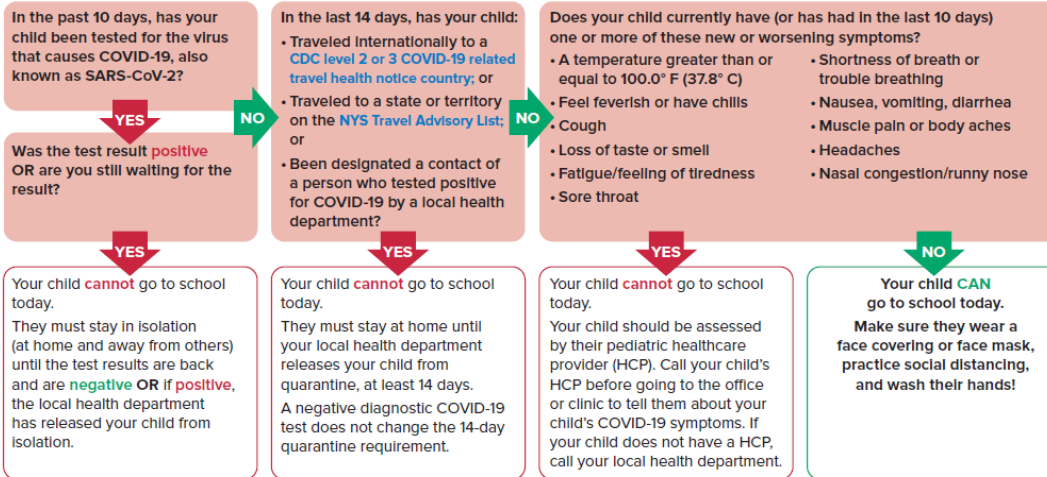 In the past 10 days, has your
child been tested for the virus
that causes COVID-19, also
known as SARS-CoV-2?
YES
Was the test result positive
OR are you still waiting for the
result?
YES
Your child cannot go to school
today.
They must stay in isolation
(at home and away from others)
until the test results are back
and are negative OR if positive,
the local health department
has released your child from
isolation.
NO
In the last 14 days, has your child:
• Traveled internationally to a
CDC level 2 or 3 COVID-19 related
travel health notice country; or
• Traveled to a state or territory
on the NYS Travel Advisory List;
or
• Been designated a contact of
a person who tested positive
for COVID-19 by a local health
department?
YES
Your child cannot go to school
today.
They must stay at home until
your local health department
releases your child from
quarantine, at least 14 days.
A negative diagnostic COVID-19
test does not change the 14-day
quarantine requirement.
NO
Does your child currently have (or has had in the last 10 days)
one or more of these new or worsening symptoms?
• A temperature greater than or
equal to 100.0° F (37.8° C)
• Feel feverish or have chills
• Cough
• Loss of taste or smell
• Fatigue/feeling of tiredness
• Sore throat
• Shortness of breath or
trouble breathing
• Nausea, vomiting, diarrhea
• Muscle pain or body aches
• Headaches
• Nasal congestion/runny nose
YES
Your child cannot go to school
today.
Your child should be assessed
by their pediatric healthcare
provider (HCP). Call your child's
HCP before going to the office
or clinic to tell them about your
child's COVID-19 symptoms. If
your child does not have a HCP,
call your local health department.
NO
Your child CAN
go to school today.
Make sure they wear a
face covering or face mask,
practice social distancing,
and wash their hands!